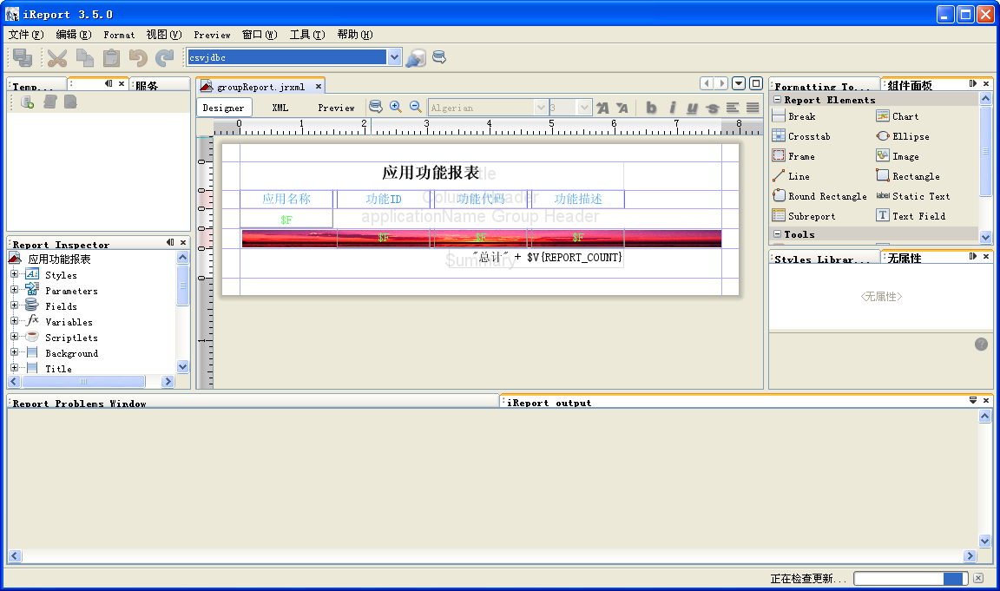 iReport 3.5.0
文件(F) 编辑(E) Format 视图(V) Preview 窗口(W) 工具(T) 帮助(H)
csvjdbc
Temp... 服务
groupReport.jrxml
Formatting To... 组件面板
Designer XML Preview Algerian 3
0 1 2 3 4 5 6 7 8
Report Elements
Break Chart
Crosstab Ellipse
Frame Image
Line Rectangle
Round Rectangle Static Text
Subreport Text Field
Tools
应用功能报表
应用名称 功能ID 功能代码 功能描述
Column Header
$F
applicationName Group Header
$F $F $F
"总计" + $V{REPORT_COUNT}
Summary
Report Inspector
应用功能报表
Styles
Parameters
Fields
Variables
Scriptlets
Background
Title
Styles Librar... 无属性
<无属性>
Report Problems Window iReport output
正在检查更新...